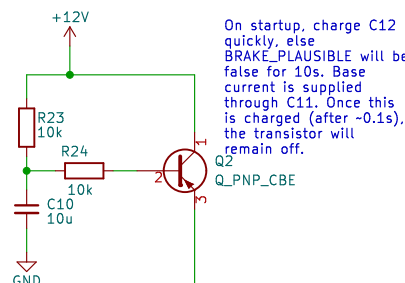 +12V
On startup, charge C12
quickly, else
BRAKE_PLAUSIBLE will be
false for 10s. Base
current is supplied
through C11. Once this
is charged (after ~0.1s),
the transistor will
remain off.
R23
10k
R24
10k
1
2
3
Q2
Q_PNP_CBE
C10
10u
GND